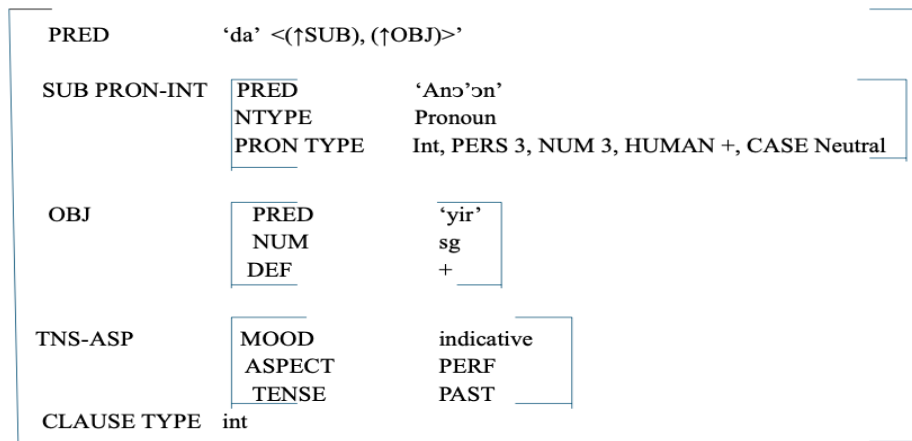 PRED ‘da’ <(↑SUB), (↑OBJ)>’
SUB PRON-INT PRED ‘Anɔ’ɔn’
NTYPE Pronoun
PRON TYPE Int, PERS 3, NUM 3, HUMAN +, CASE Neutral
OBJ PRED ‘yir’
NUM sg
DEF +
TNS-ASP MOOD indicative
ASPECT PERF
TENSE PAST
CLAUSE TYPE int